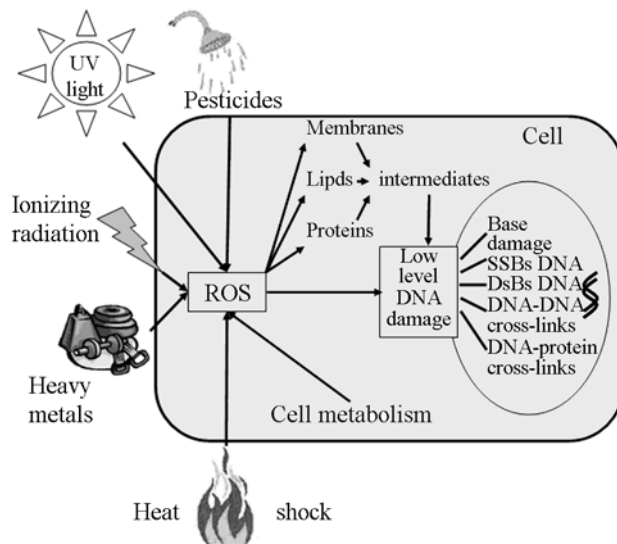 UV
light
Pesticides
Cell
Membranes
Lipds
intermediates
Proteins
Ionizing
radiation
ROS
Low
level
DNA
damage
Base
damage
SSBs DNA
DsBs DNA
DNA-DNA
cross-links
DNA-protein
cross-links
Heavy
metals
Cell metabolism
Heat shock